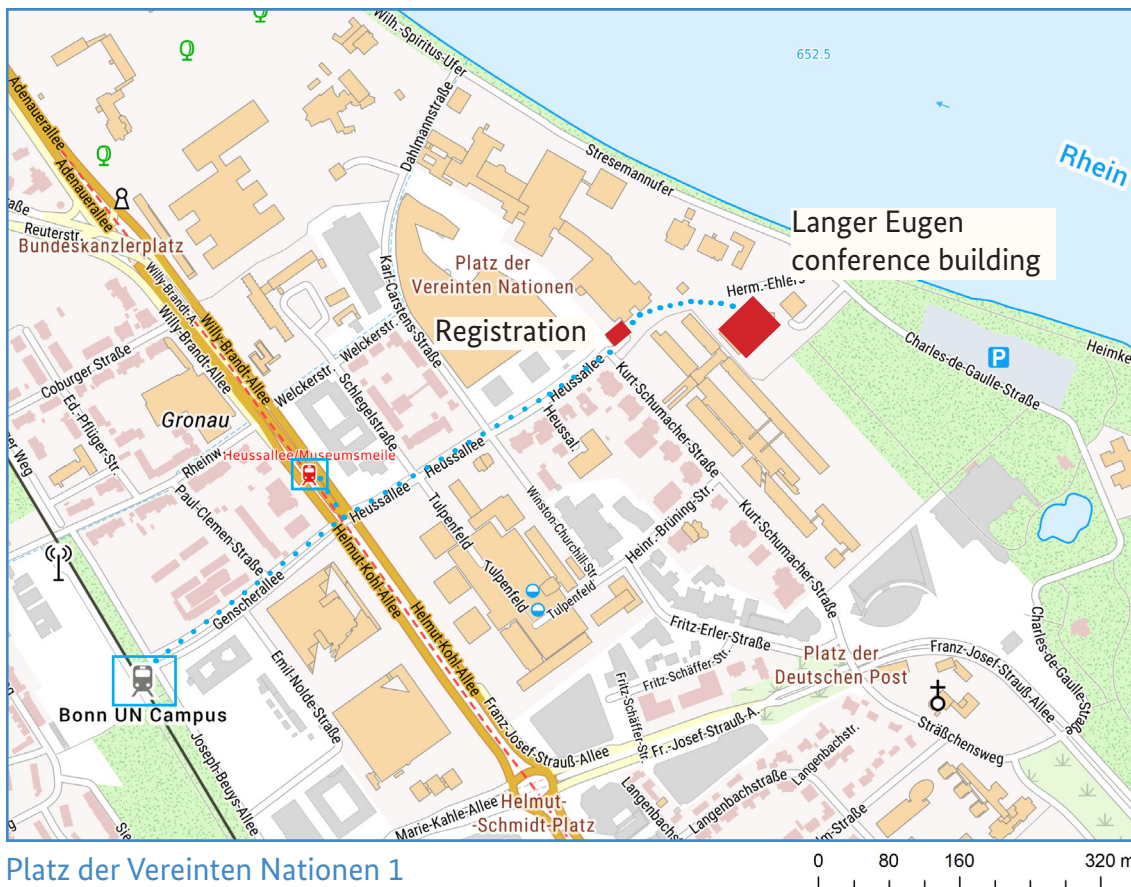 Wilh.-Spiritus-Ufer
652.5
Adenauerallee
Adenauerallee
Dahlmannstraße
Stresemannufer
Rhein
Reuterstr.
Bundeskanzlerplatz
Langer Eugen
conference building
Platz der
Vereinten Nationen
Herm.-Ehlers
Karl-Carstens-Straße
Willy-Brandt-A.
Willy-Brandt-Allee
Willy-Brandt-Allee
Registration
Welckerstr.
Welckerstr.
Heussallee
Charles-de-Gaulle-Straße
P
Heimke
Coburger Straße
Schlegelstraße
Kurt-Schumacher-Straße
Ed.-Pflüger-Str.
Gronau
Heussal.
Heussallee/Museumsmeile
Heussallee
Rheinw.
er Weg
Paul-Clemen-Straße
Heussallee
Tulpenfeld
Winston-Churchill-Str.
Heinr.-Brüning-Str.
Kurt-Schumacher-Straße
Helmut-Kohl-Allee
Helmut-Kohl-Allee
Tulpenfeld
Tulpenfeld
Genscherallee
Fritz-Erler-Straße
Charles-de-Gaulle-Straße
Platz der
Deutschen Post
Franz-Josef-Strauß-Allee
Fritz-Schäffer-Str.
Fritz-Schäffer-Str.
Emil-Nolde-Straße
Bonn UN Campus
Franz-Josef-Strauß-Allee
Fr.-Josef-Strauß-A.
Sträßchensweg
Joseph-Beuys-Allee
Langenbachstr.
Langenbachstraße
Langenbachs
Marie-Kahle-Allee
Helmut-
-Schmidt-Platz
lm-Straße
Platz der Vereinten Nationen 1
0 80 160 320 m